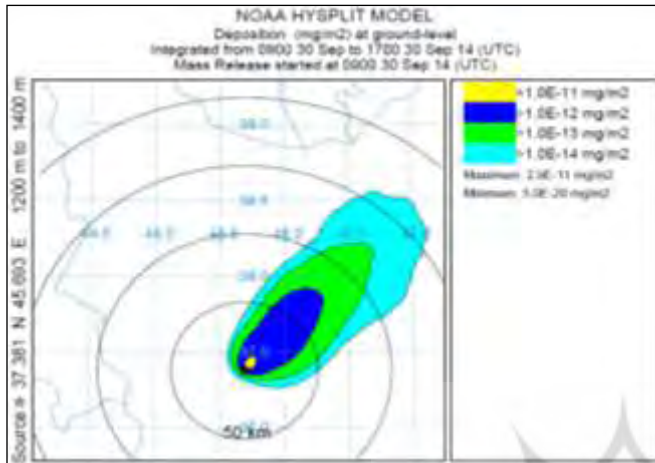 NOAA HYSPLIT MODEL
Deposition (mg/m2) at ground-level
Integrated from 0900 30 Sep to 1700 30 Sep 14 (UTC)
Mass Release started at 0900 30 Sep 14 (UTC)
Source # 37.381 N 45.693 E 1200 m to 1400 m
>1.0E-11 mg/m2
>1.0E-12 mg/m2
>1.0E-13 mg/m2
>1.0E-14 mg/m2
Maximum: 2.5E-11 mg/m2
Minimum: 5.0E-20 mg/m2
50 km